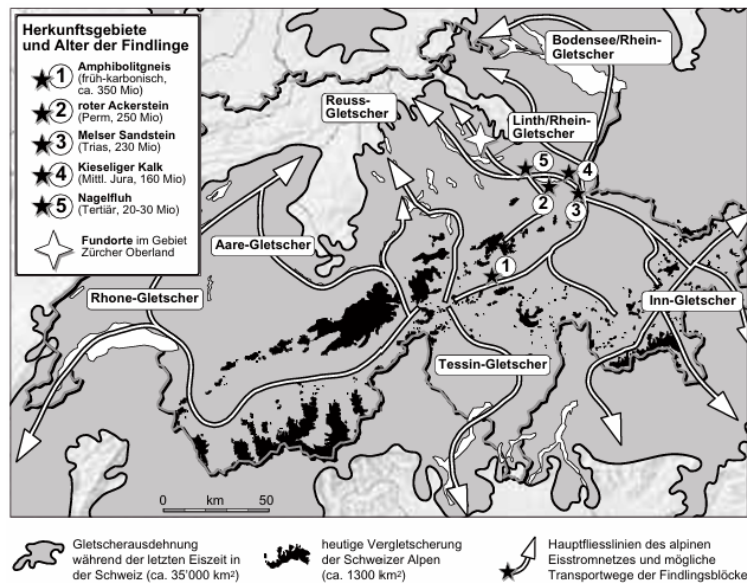 Herkunftsgebiete
und Alter der Findlinge
1 Amphibolitgneis
(früh-karbonisch,
ca. 350 Mio)
2 roter Ackerstein
(Perm, 250 Mio)
3 Melser Sandstein
(Trias, 230 Mio)
4 Kieseliger Kalk
(Mittl. Jura, 160 Mio)
5 Nagelfluh
(Tertiär, 20-30 Mio)
Fundorte im Gebiet
Zürcher Oberland
Bodensee/Rhein-
Gletscher
Reuss-
Gletscher
Linth/Rhein-
Gletscher
5
4
2
3
Aare-Gletscher
1
Rhone-Gletscher
Inn-Gletscher
Tessin-Gletscher
0 km 50
Gletscherausdehnung
während der letzten Eiszeit in
der Schweiz (ca. 35'000 km²)
heutige Vergletscherung
der Schweizer Alpen
(ca. 1300 km²)
Hauptfliesslinien des alpinen
Eisstromnetzes und mögliche
Transportwege der Findlingsblöcke